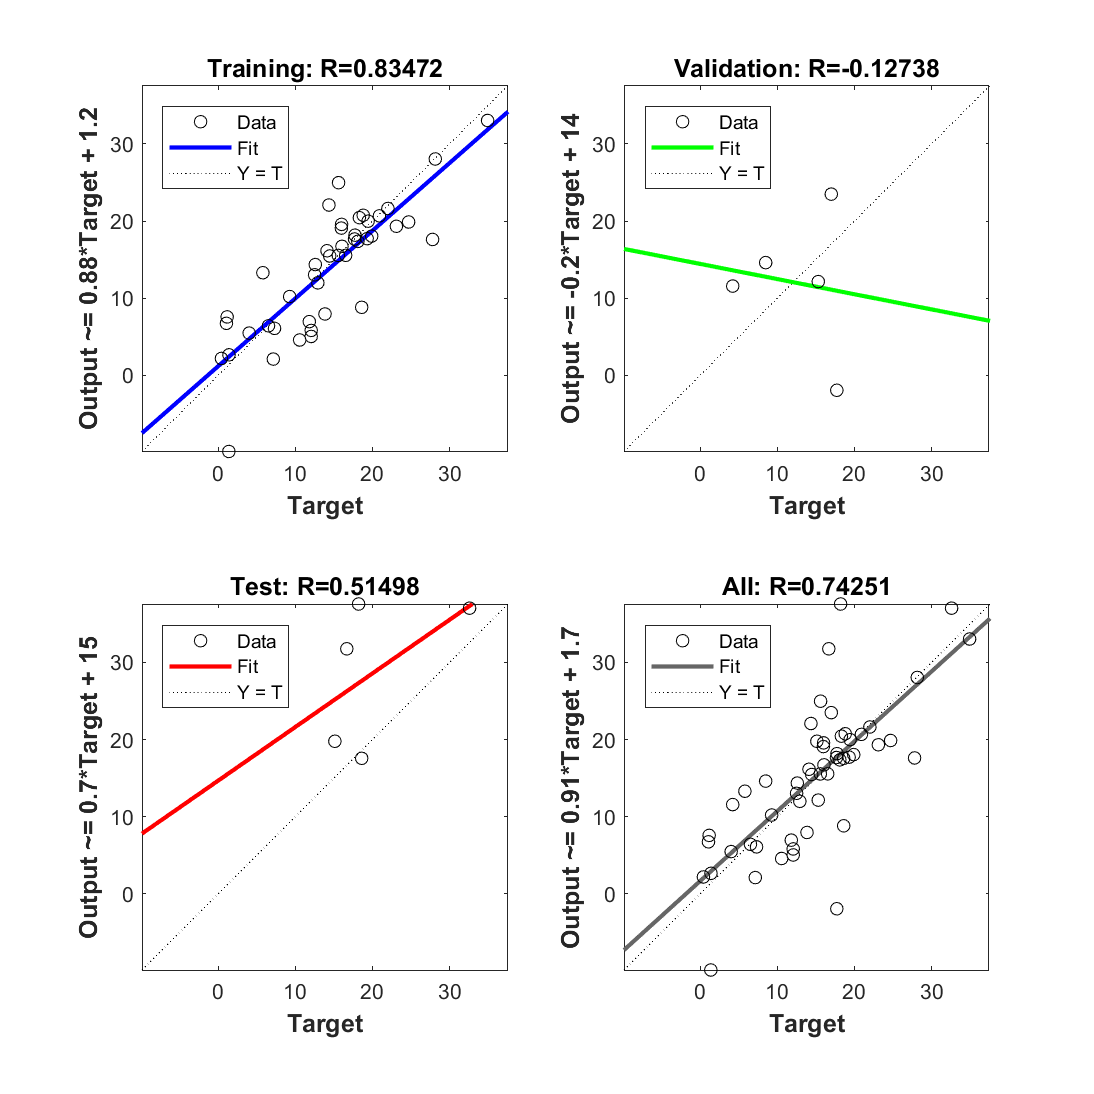 Training: R=0.83472
Output ~= 0.88*Target + 1.2
Data
Fit
Y = T
30
20
10
0
0 10 20 30
Target
Validation: R=-0.12738
Output ~= -0.2*Target + 14
Data
Fit
Y = T
30
20
10
0
0 10 20 30
Target
Test: R=0.51498
Output ~= 0.7*Target + 15
Data
Fit
Y = T
30
20
10
0
0 10 20 30
Target
All: R=0.74251
Output ~= 0.91*Target + 1.7
Data
Fit
Y = T
30
20
10
0
0 10 20 30
Target